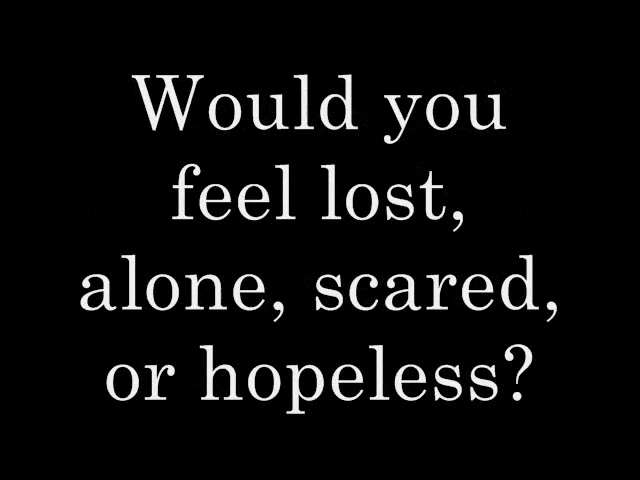 Would you
feel lost,
alone, scared,
or hopeless?